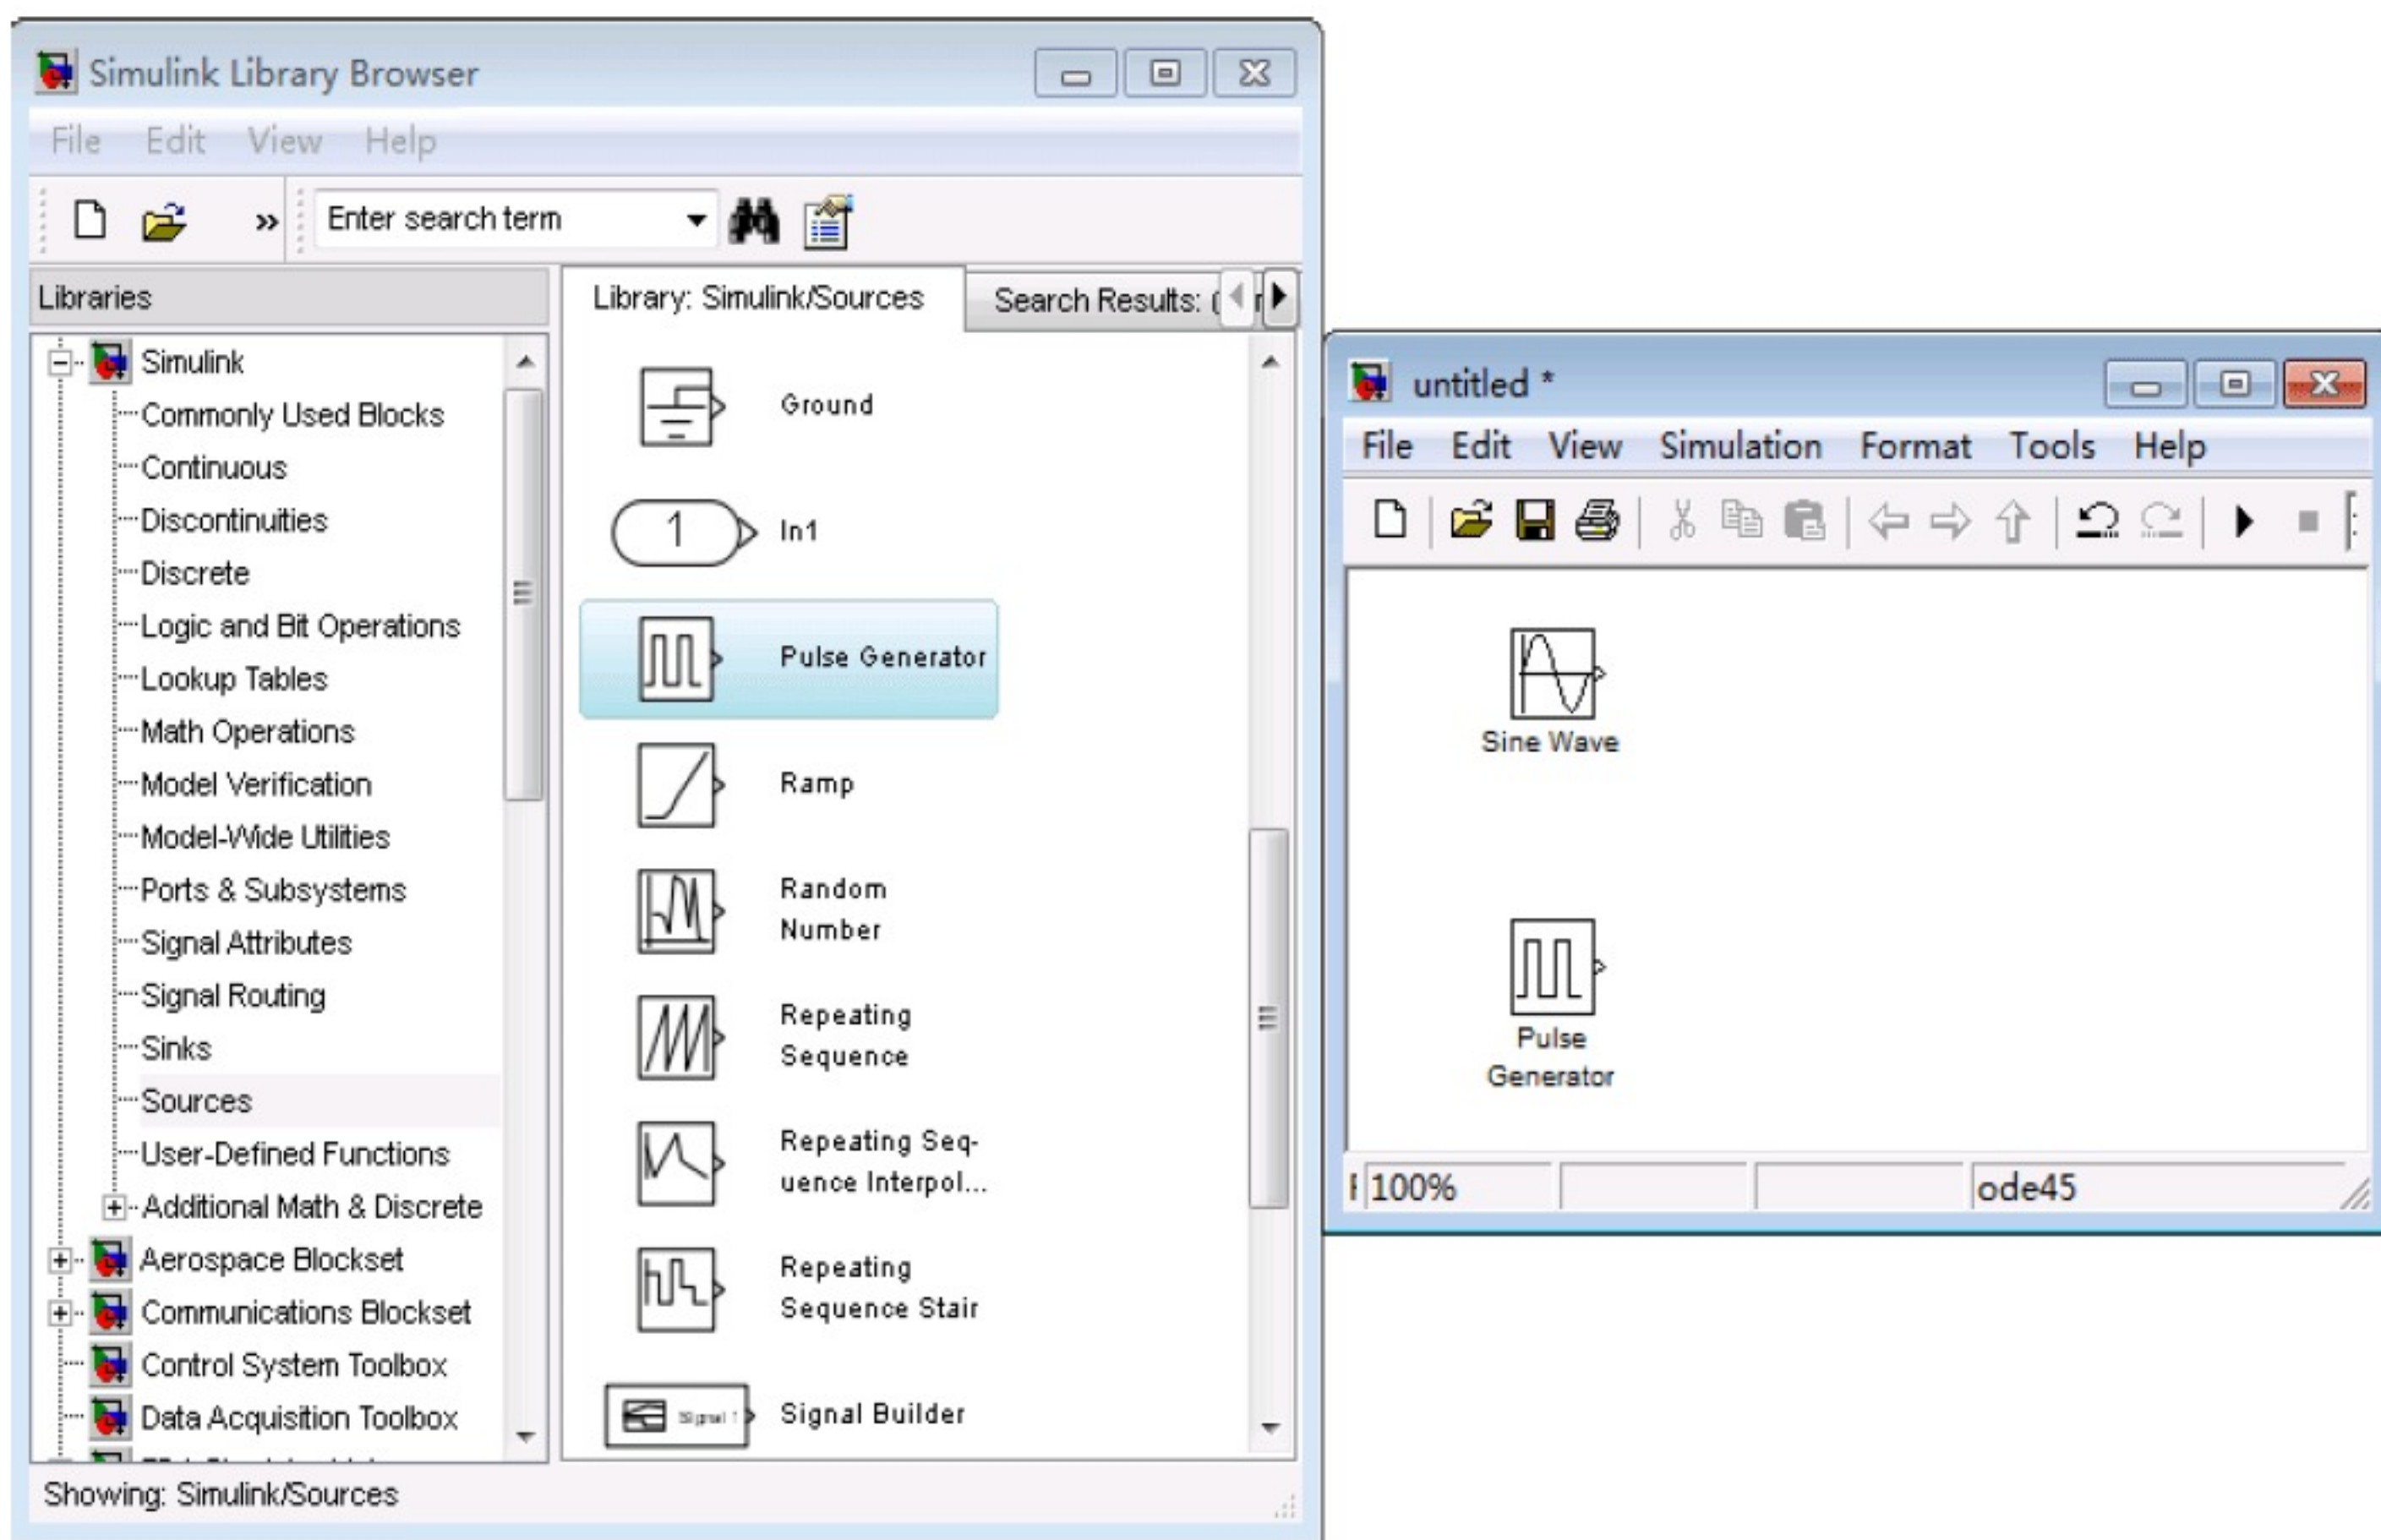 Simulink Library Browser
File Edit View Help
Enter search term
Libraries
Simulink
Commonly Used Blocks
Continuous
Discontinuities
Discrete
Logic and Bit Operations
Lookup Tables
Math Operations
Model Verification
Model-Wide Utilities
Ports & Subsystems
Signal Attributes
Signal Routing
Sinks
Sources
User-Defined Functions
Additional Math & Discrete
Aerospace Blockset
Communications Blockset
Control System Toolbox
Data Acquisition Toolbox
Library: Simulink/Sources
Search Results:
Ground
1
In1
Pulse Generator
Ramp
Random
Number
Repeating
Sequence
Repeating Seq-
uence Interpol...
Repeating
Sequence Stair
Signal 1
Signal Builder
Showing: Simulink/Sources
untitled *
File Edit View Simulation Format Tools Help
Sine Wave
Pulse
Generator
100%
ode45